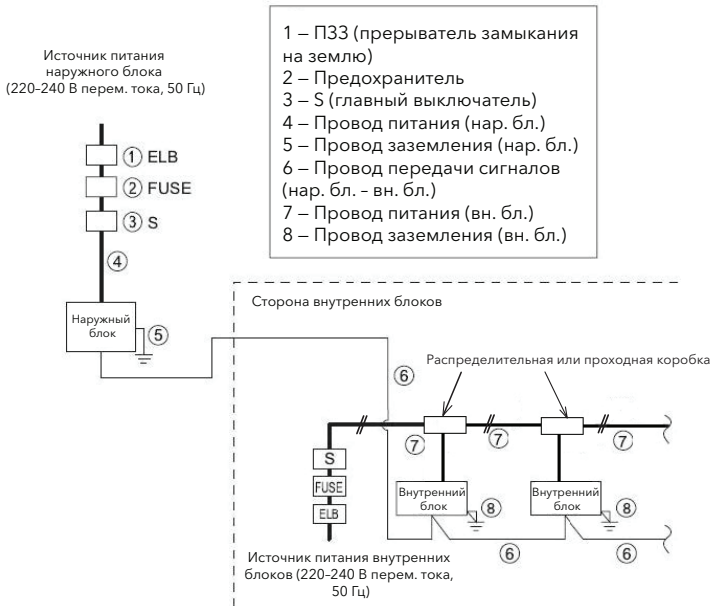 Источник питания
наружного блока
(220–240 В перем. тока, 50 Гц)
1 – ПЗЗ (прерыватель замыкания
на землю)
2 – Предохранитель
3 – S (главный выключатель)
4 – Провод питания (нар. бл.)
5 – Провод заземления (нар. бл.)
6 – Провод передачи сигналов
(нар. бл. – вн. бл.)
7 – Провод питания (вн. бл.)
8 – Провод заземления (вн. бл.)
① ELB
② FUSE
③ S
④
Наружный
блок
⑤
Сторона внутренних блоков
Распределительная или проходная коробка
⑥
⑦
⑦
⑦
S
FUSE
ELB
Внутренний
блок
⑧
Внутренний
блок
⑧
⑥
⑥
Источник питания внутренних
блоков (220–240 В перем. тока,
50 Гц)